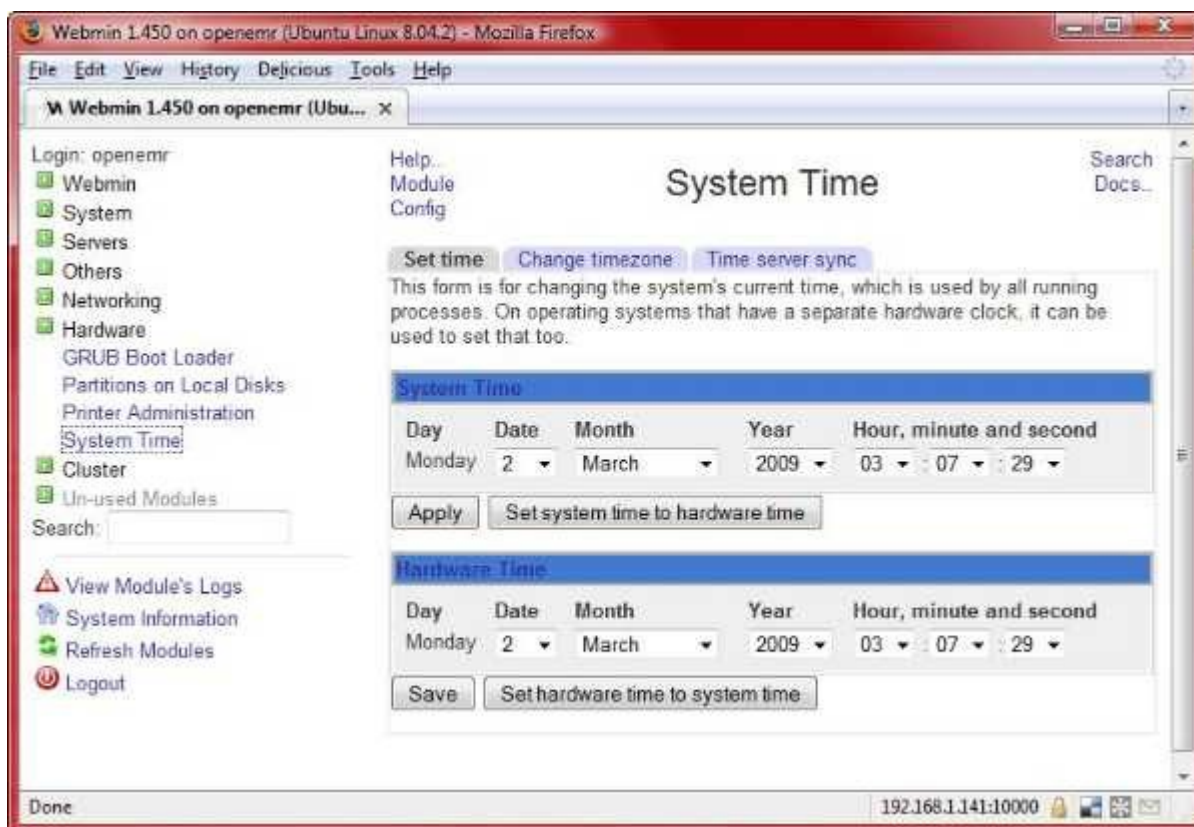 Webmin 1.450 on openemr (Ubuntu Linux 8.04.2) - Mozilla Firefox
File Edit View History Delicious Tools Help
Webmin 1.450 on openemr (Ubu...
Login: openemr
Webmin
System
Servers
Others
Networking
Hardware
GRUB Boot Loader
Partitions on Local Disks
Printer Administration
System Time
Cluster
Un-used Modules
Search:
View Module's Logs
System Information
Refresh Modules
Logout
Help..
Module
Config
System Time
Search
Docs..
Set time Change timezone Time server sync
This form is for changing the system's current time, which is used by all running
processes. On operating systems that have a separate hardware clock, it can be
used to set that too.
System Time
Day Date Month Year Hour, minute and second
Monday 2 March 2009 03 : 07 : 29
Apply Set system time to hardware time
Hardware Time
Day Date Month Year Hour, minute and second
Monday 2 March 2009 03 : 07 : 29
Save Set hardware time to system time
Done 192.168.1.141:10000